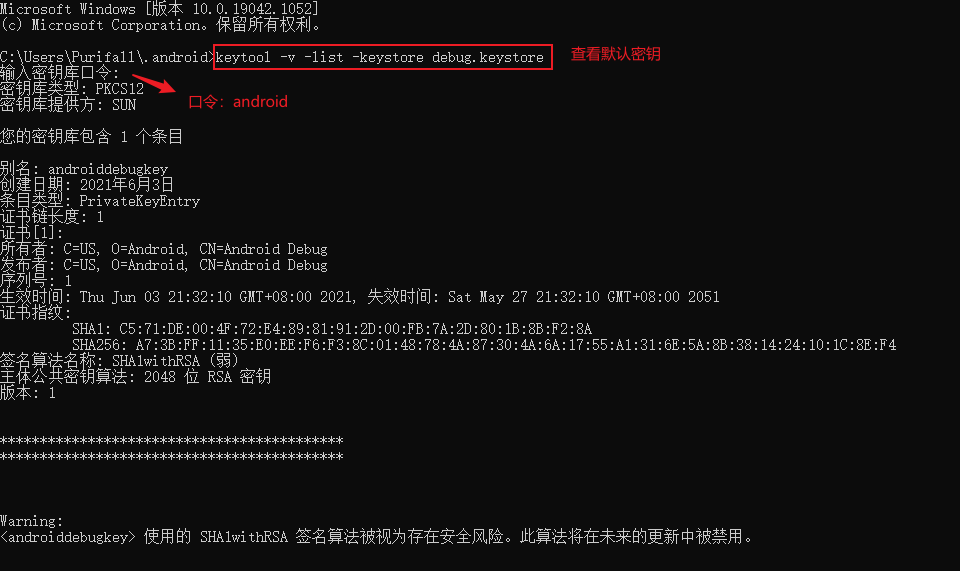 Microsoft Windows [版本 10.0.19042.1052]
(c) Microsoft Corporation。保留所有权利。
C:\Users\Purifall\.android>keytool -v -list -keystore debug.keystore
查看默认密钥
输入密钥库口令:
密钥库类型: PKCS12
口令：android
密钥库提供方: SUN
您的密钥库包含 1 个条目
别名: androiddebugkey
创建日期: 2021年6月3日
条目类型: PrivateKeyEntry
证书链长度: 1
证书[1]:
所有者: C=US, O=Android, CN=Android Debug
发布者: C=US, O=Android, CN=Android Debug
序列号: 1
生效时间: Thu Jun 03 21:32:10 GMT+08:00 2021, 失效时间: Sat May 27 21:32:10 GMT+08:00 2051
证书指纹:
SHA1: C5:71:DE:00:4F:72:E4:89:81:91:2D:00:FB:7A:2D:80:1B:8B:F2:8A
SHA256: A7:3B:FF:11:35:E0:EE:F6:F3:8C:01:48:78:4A:87:30:4A:6A:17:55:A1:31:6E:5A:8B:38:14:24:10:1C:8E:F4
签名算法名称: SHA1withRSA (弱)
主体公共密钥算法: 2048 位 RSA 密钥
版本: 1
*******************************************
*******************************************
Warning:
<androiddebugkey> 使用的 SHA1withRSA 签名算法被视为存在安全风险。此算法将在未来的更新中被禁用。